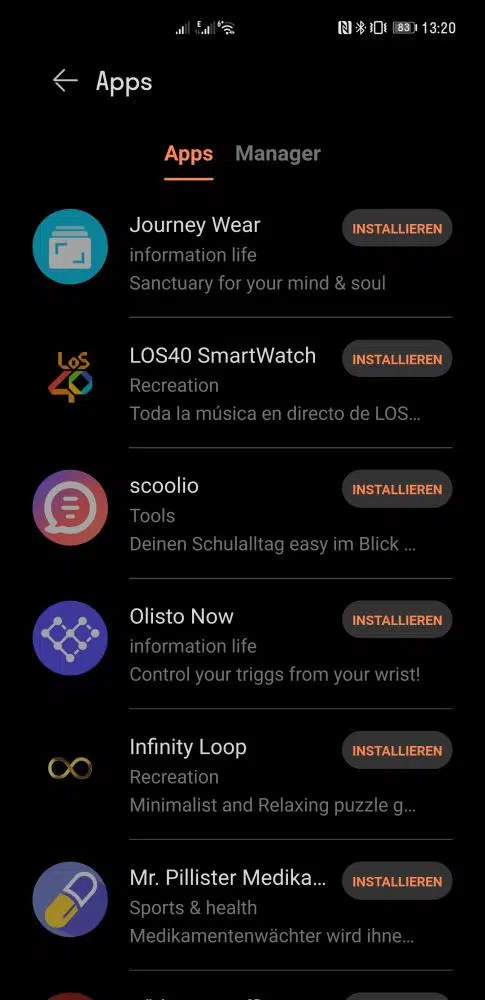 E 6+ 83 13:20
Apps
Apps Manager
Journey Wear
INSTALLIEREN
information life
Sanctuary for your mind & soul
LOS40 SmartWatch
INSTALLIEREN
LOS
40
Recreation
Toda la música en directo de LOS...
scoolio
INSTALLIEREN
Tools
Deinen Schulalltag easy im Blick ...
Olisto Now
INSTALLIEREN
information life
Control your triggs from your wrist!
Infinity Loop
INSTALLIEREN
Recreation
Minimalist and Relaxing puzzle g...
Mr. Pillister Medika...
INSTALLIEREN
Sports & health
Medikamentenwächter wird ihne...